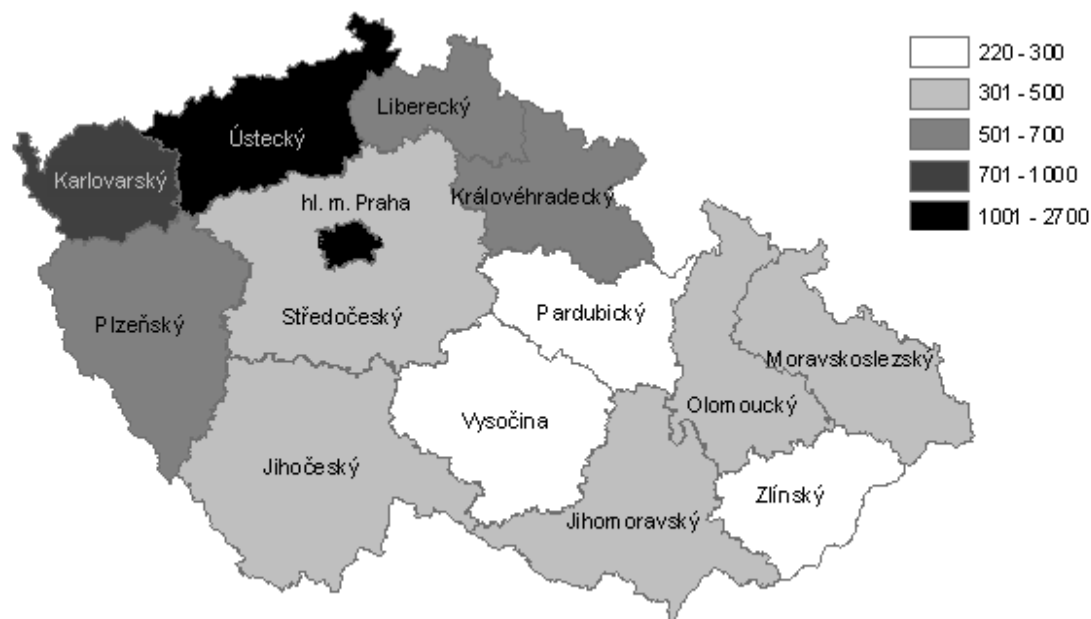 220 - 300
301 - 500
501 - 700
701 - 1000
1001 - 2700
Liberecký
Ústecký
Karlovarský
Královéhradecký
hl. m. Praha
Středočeský
Pardubický
Plzeňský
Moravskoslezský
Olomoucký
Vysočina
Jihočeský
Zlínský
Jihomoravský